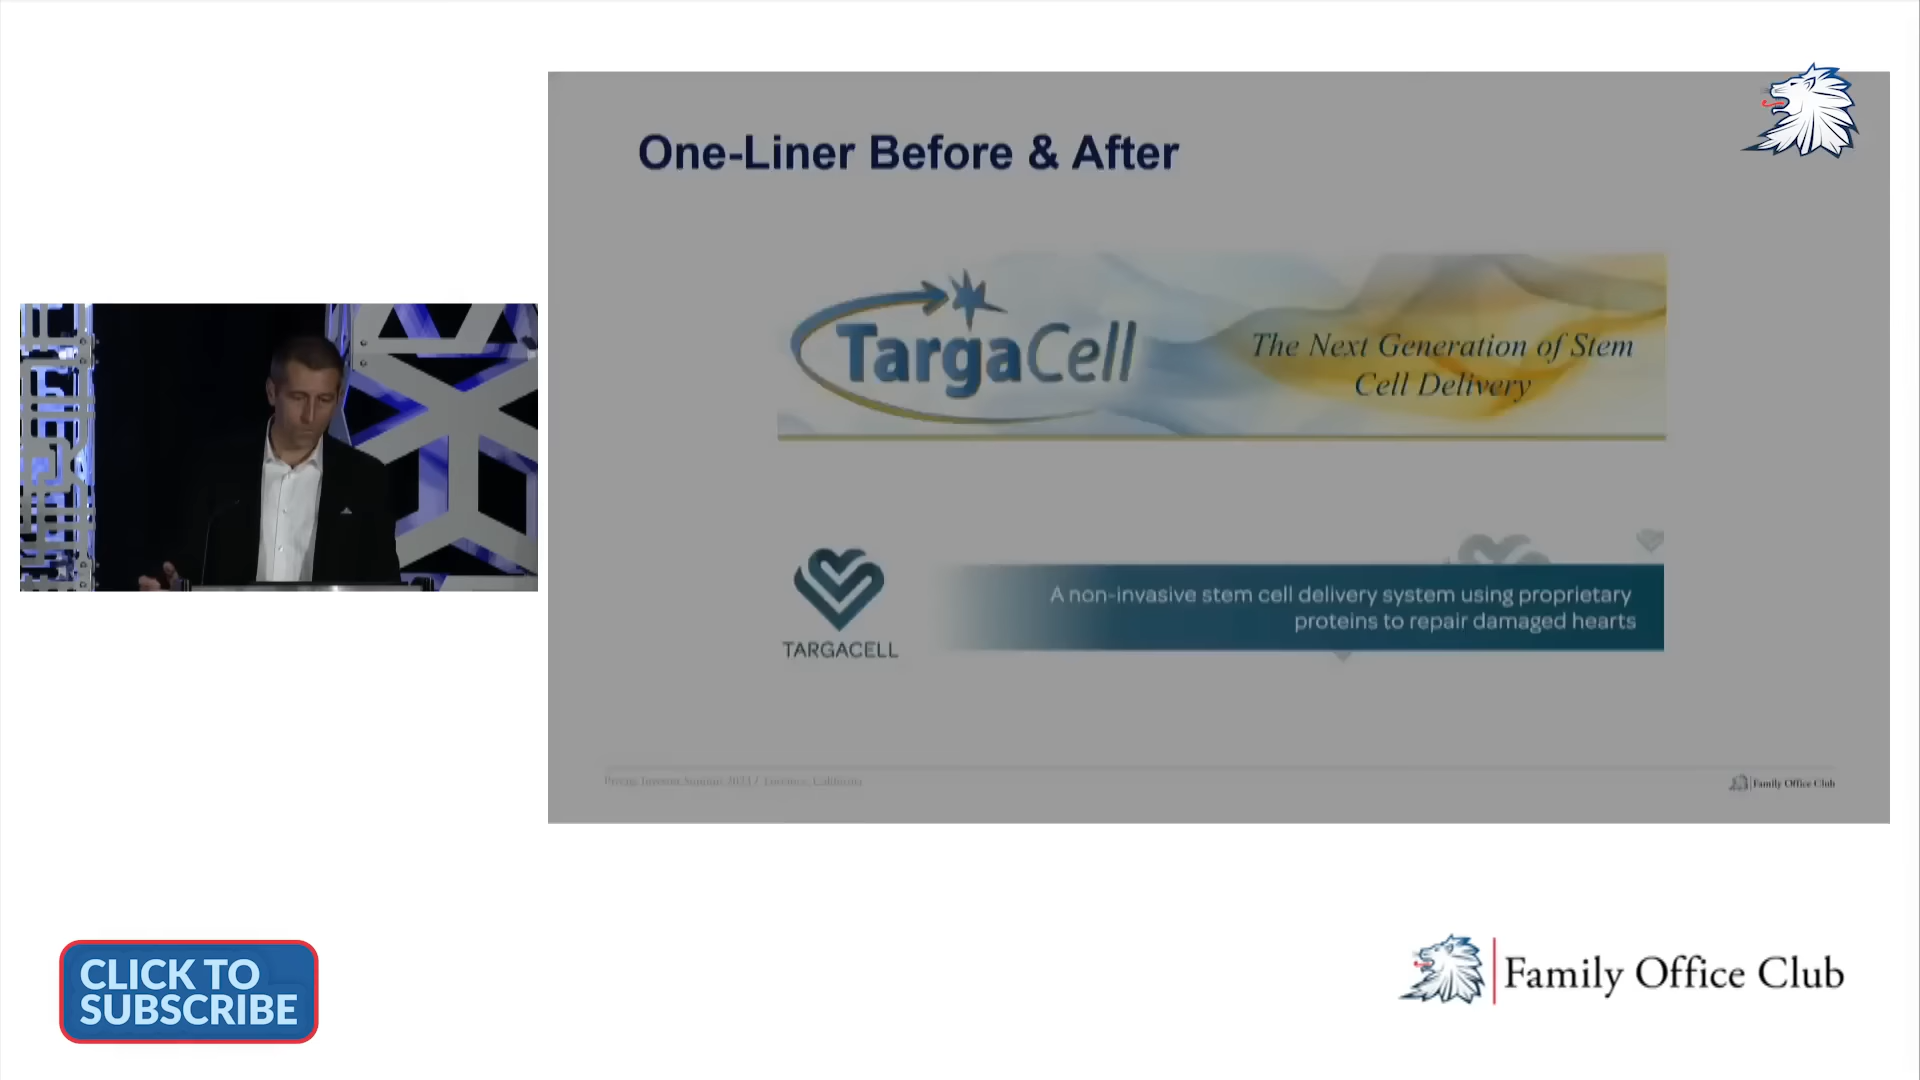 One-Liner Before & After
TargaCell
The Next Generation of Stem
Cell Delivery
A non-invasive stem cell delivery system using proprietary
proteins to repair damaged hearts
TARGACELL
Family Office Club
CLICK TO
SUBSCRIBE
Family Office Club